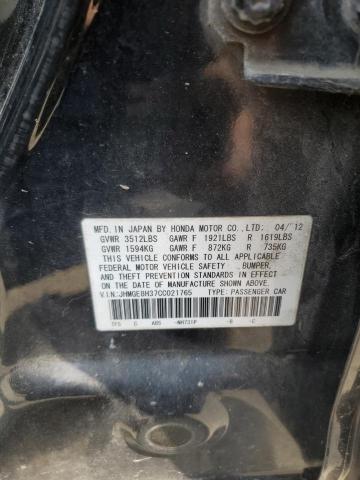 MFD. IN JAPAN BY HONDA MOTOR CO., LTD. 04/12
GVWR 3512LBS GAWR F 1921LBS R 1619LBS
GVWR 1594KG GAWR F 872KG R 735KG
THIS VEHICLE CONFORMS TO ALL APPLICABLE
FEDERAL MOTOR VEHICLE SAFETY , BUMPER,
AND THEFT PREVENTION STANDARDS IN EFFECT
ON THE DATE OF MANUFACTURE SHOWN ABOVE.
V.I.N:JHMGE8H37CC021765 TYPE: PASSENGER CAR
-NH731P -B -C